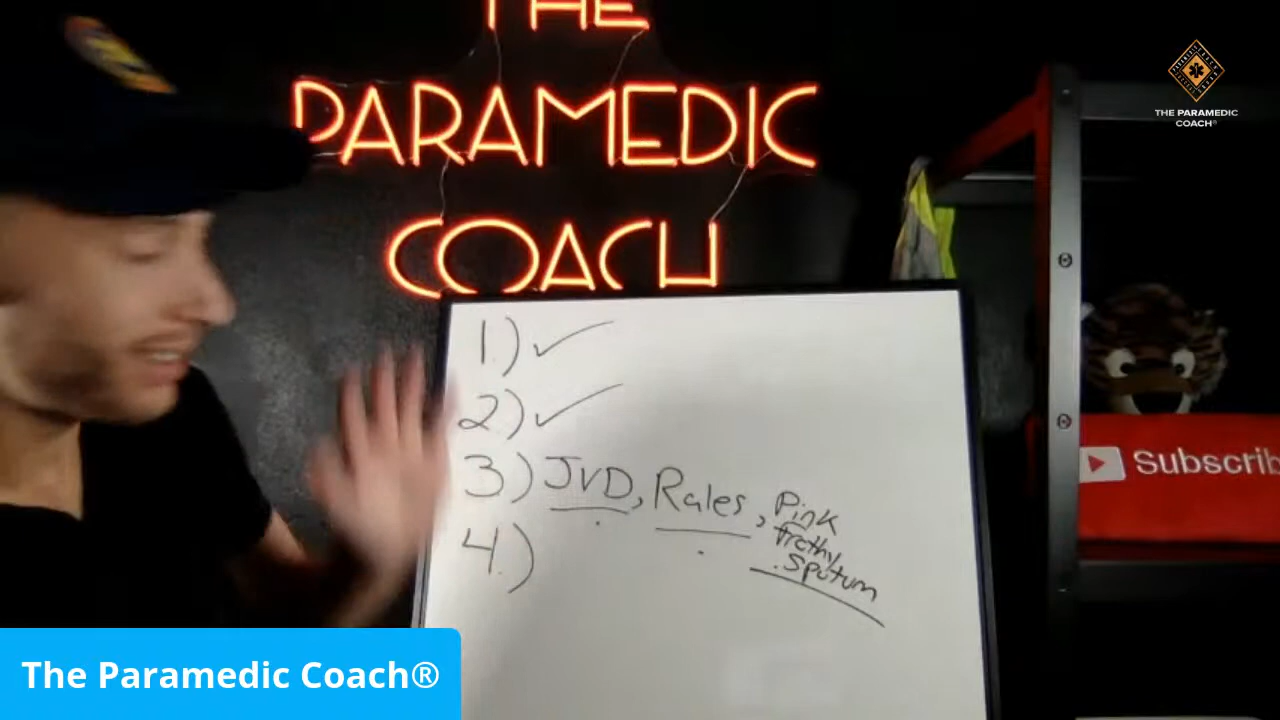 THE
PARAMEDIC
COACH
THE PARAMEDIC
COACH®
1.) ✓
2.) ✓
3.) JVD, Rales, Pink
frothy
Sputum
4.)
Subscrib
The Paramedic Coach®